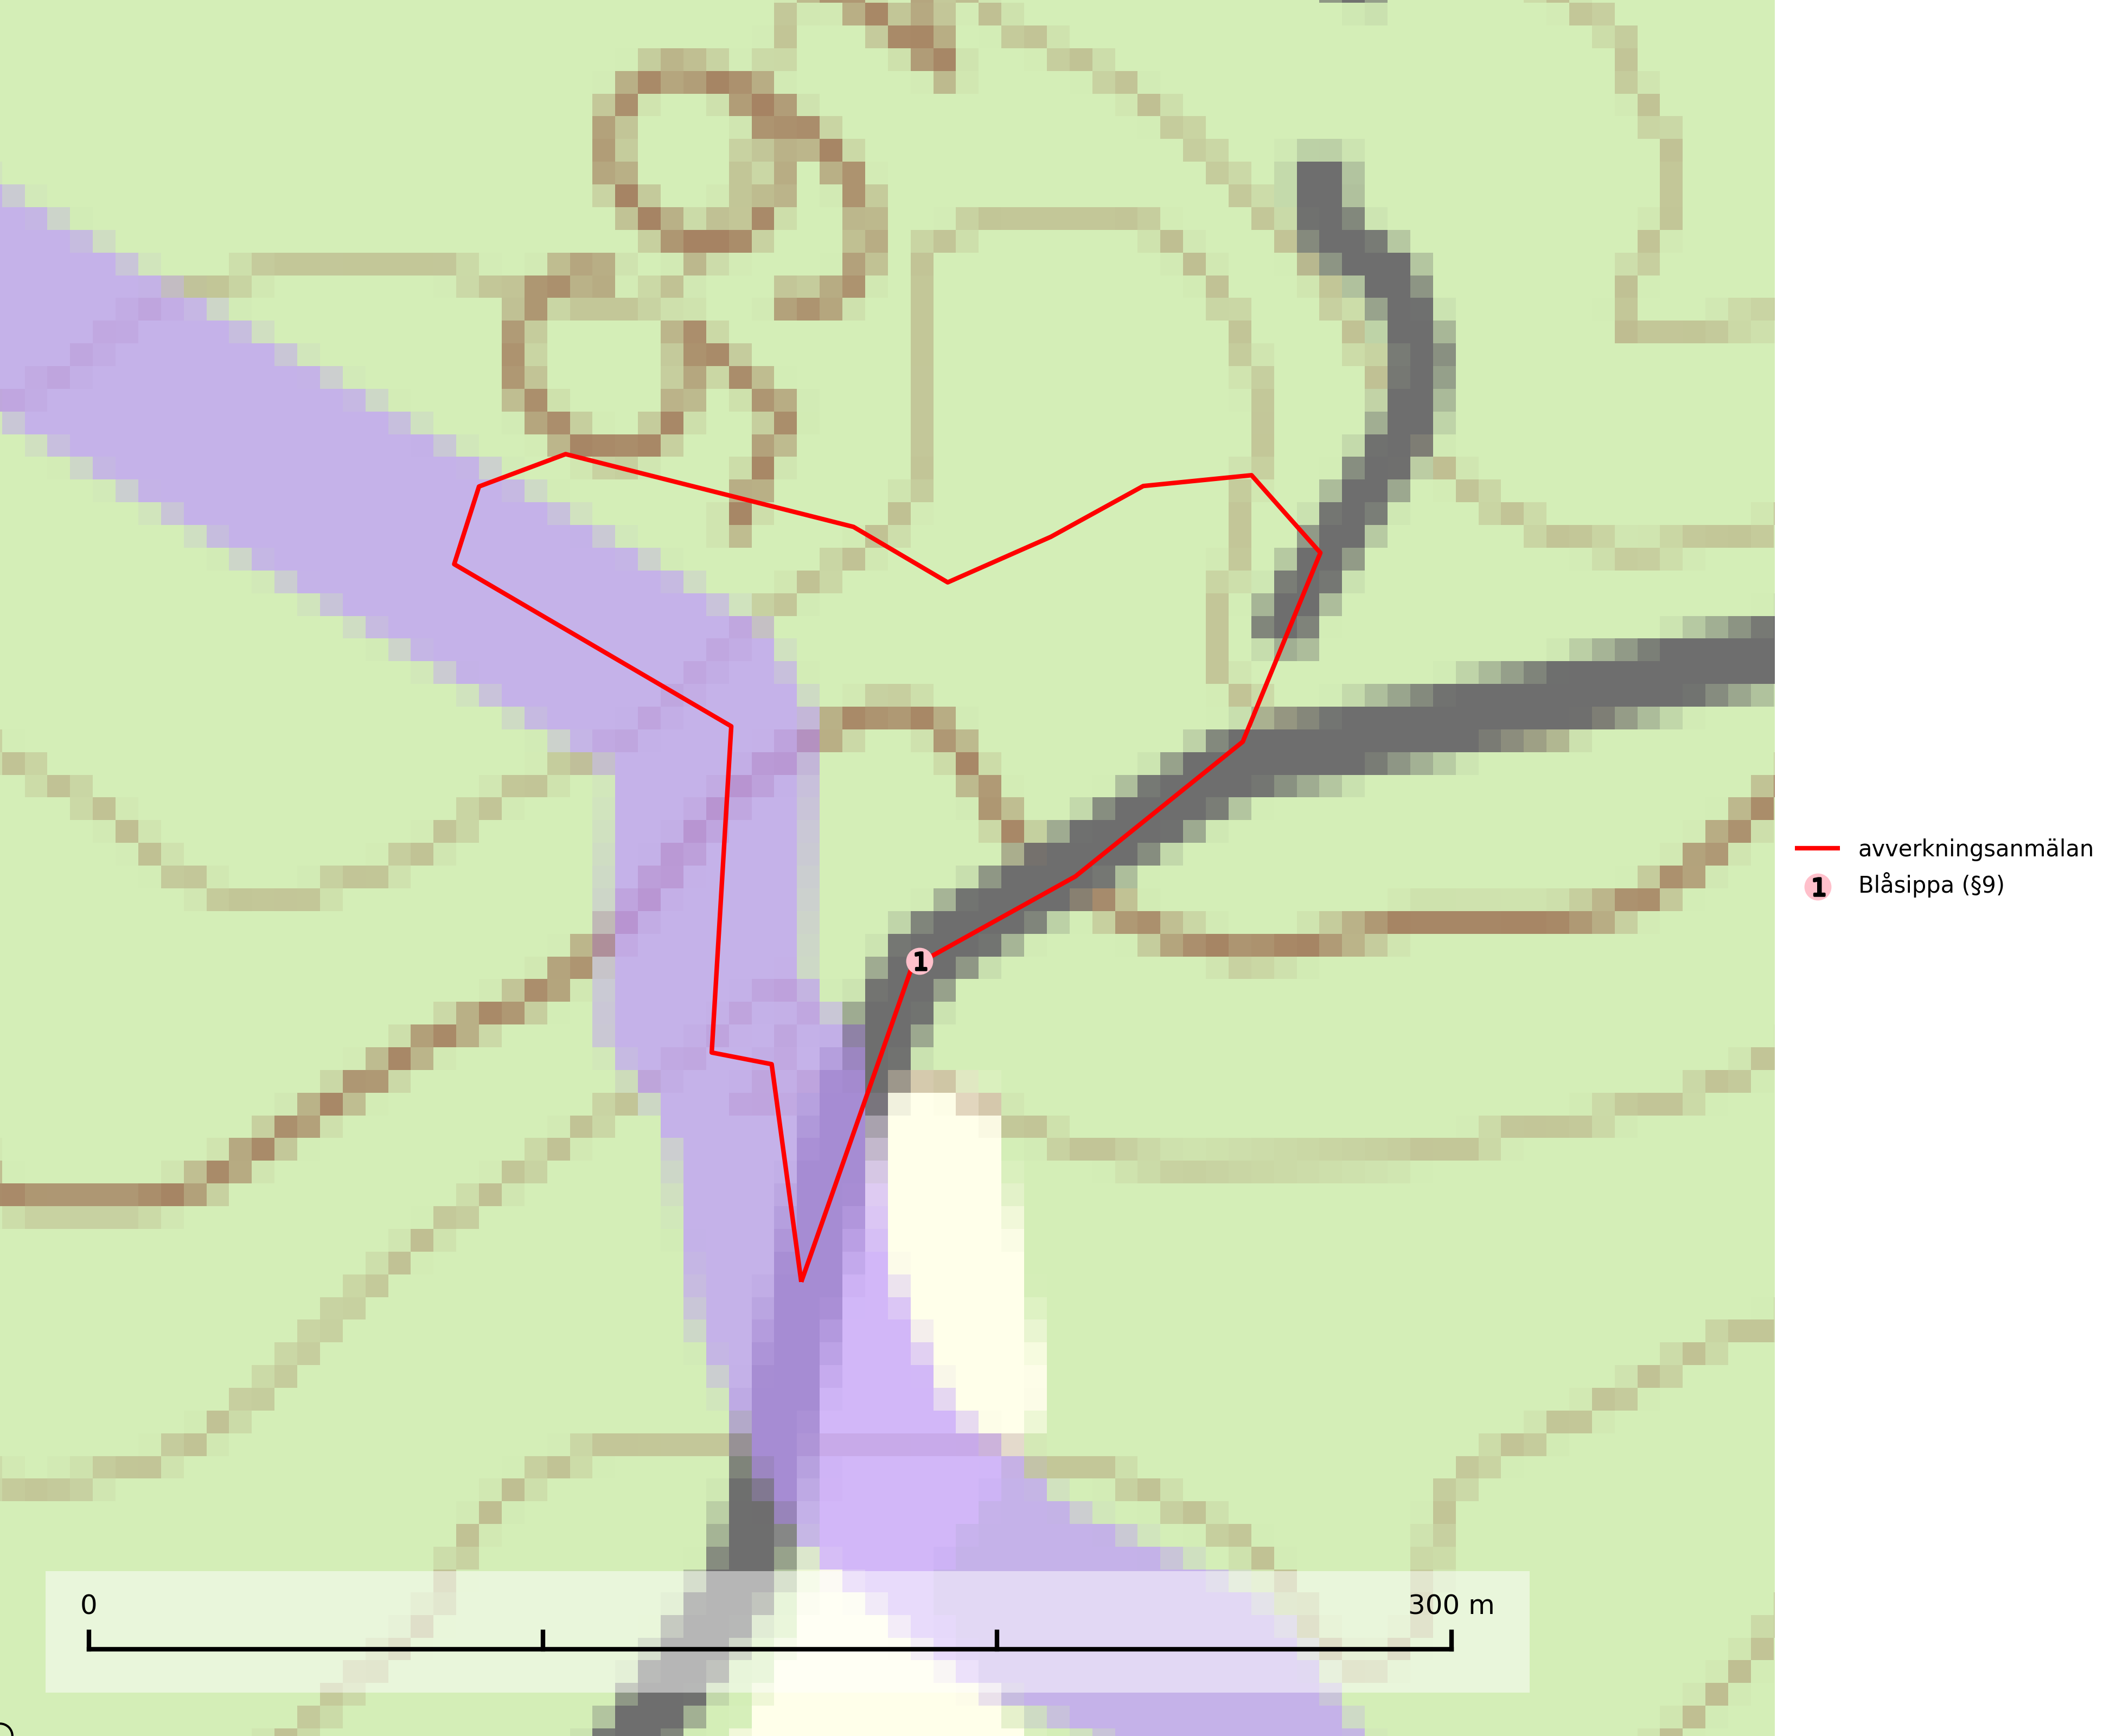 avverkningsanmälan
1 Blåsippa (§9)
1
0 300 m